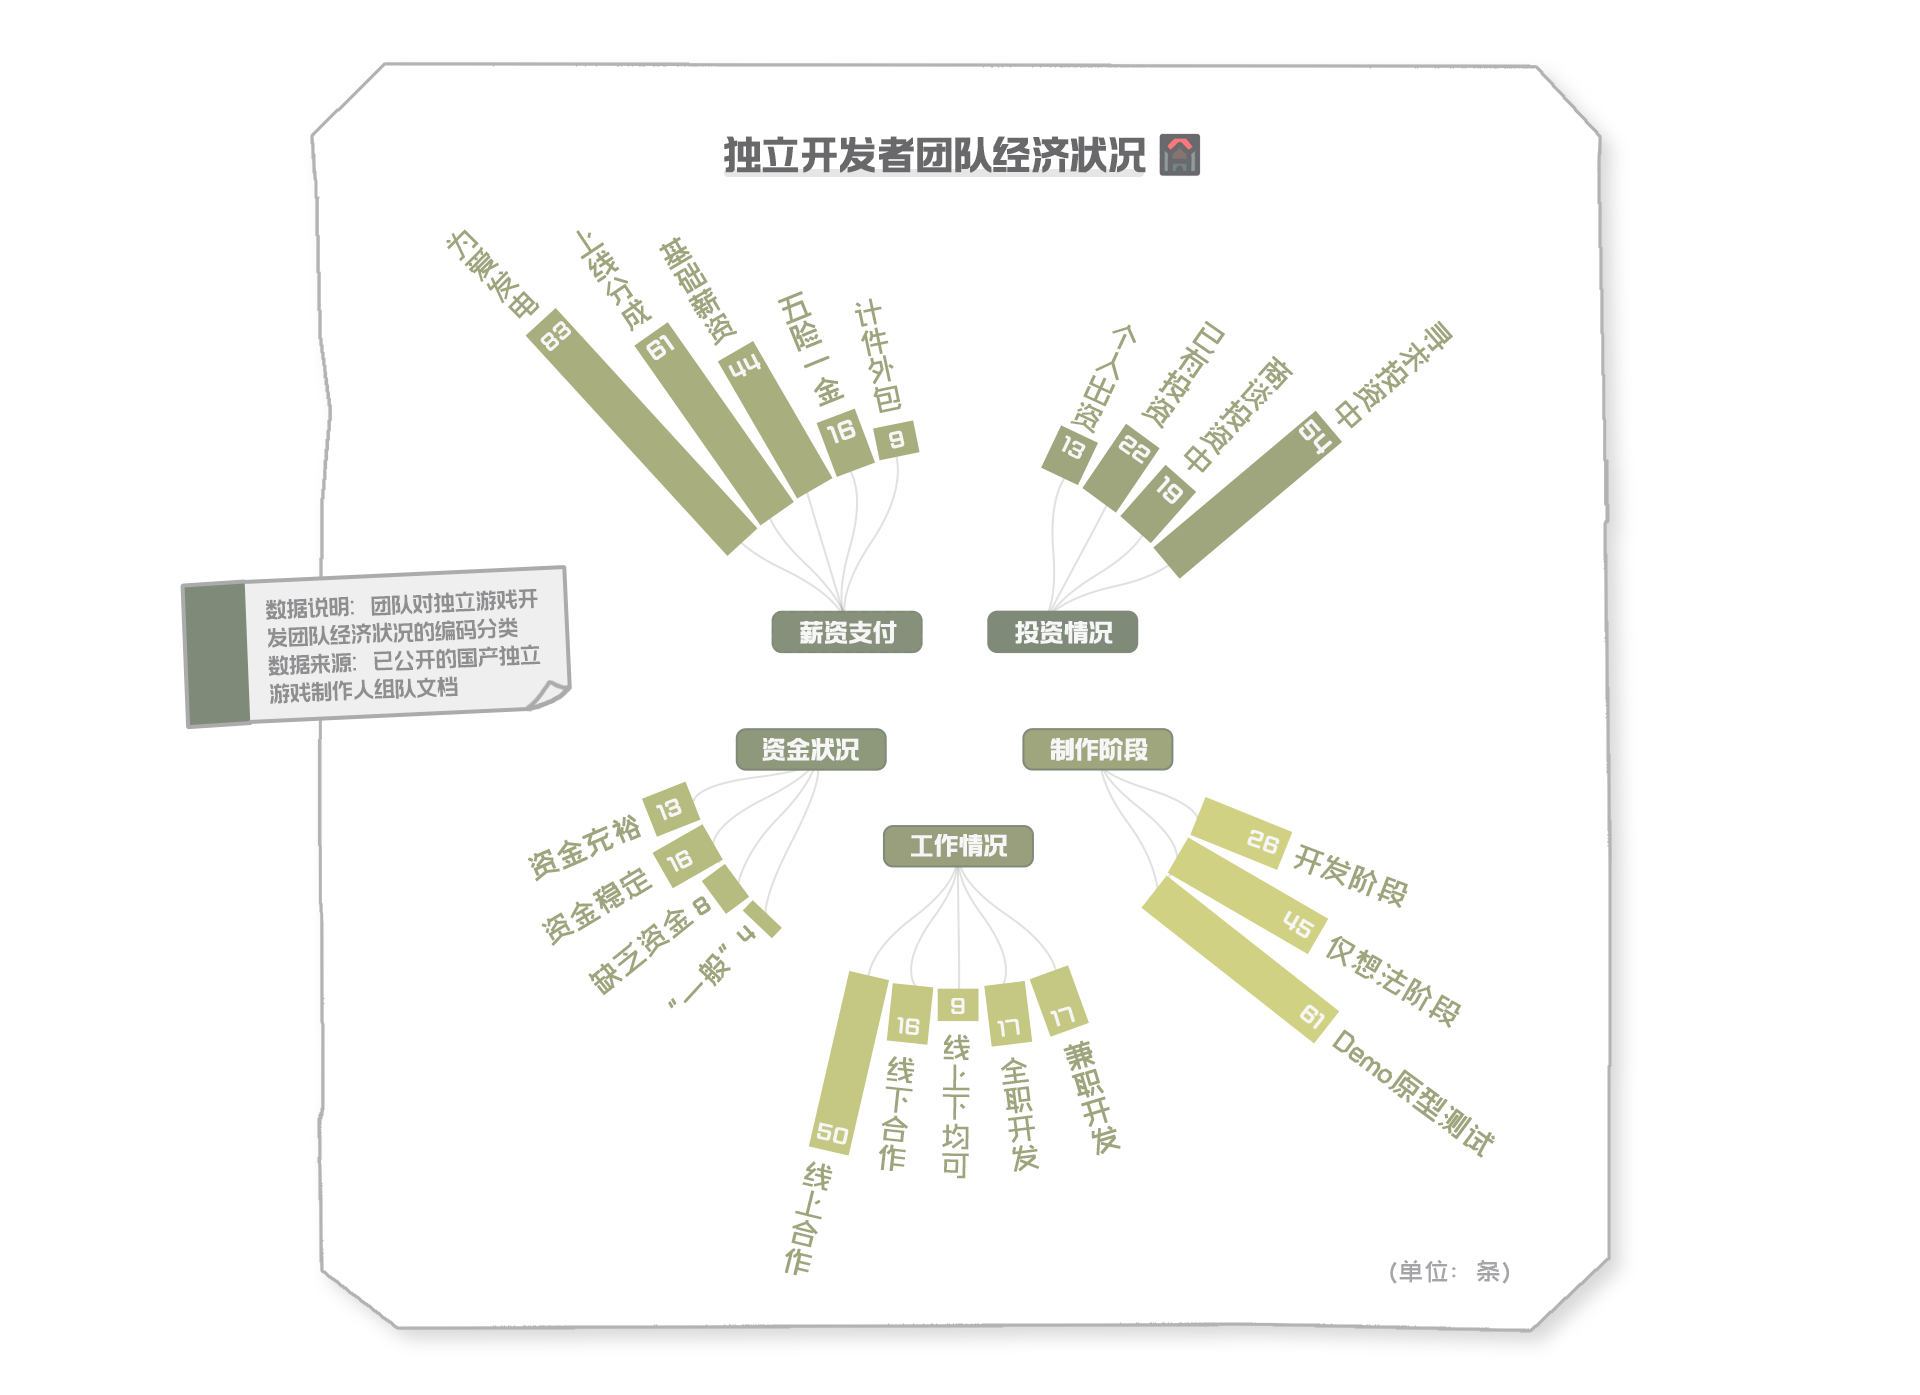 独立开发者团队经济状况
为爱发电
83
上线分成
61
基础薪资
44
五险一金
16
计件外包
9
个人出资
13
已有投资
22
商谈投资中
19
寻求投资中
54
薪资支付
投资情况
数据说明：团队对独立游戏开
发团队经济状况的编码分类
数据来源：已公开的国产独立
游戏制作人组队文档
资金状况
制作阶段
工作情况
资金充裕
13
资金稳定
16
缺乏资金 8
“一般” 4
26
开发阶段
45
仅想法阶段
61
Demo原型测试
50
线上合作
16
线下合作
9
线上下均可
17
全职开发
17
兼职开发
（单位：条）